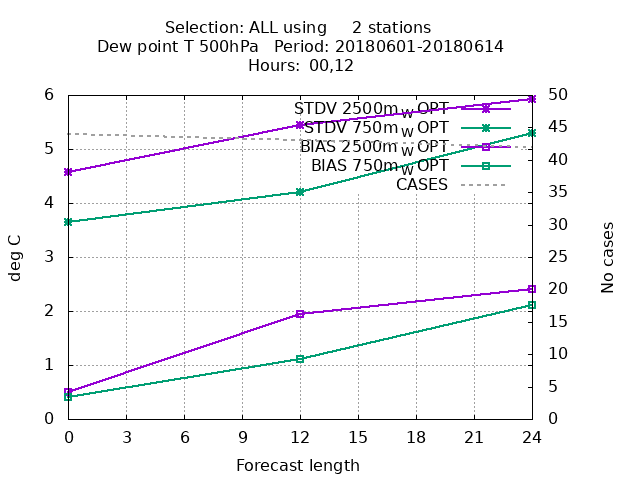 Selection: ALL using 2 stations
Dew point T 500hPa Period: 20180601-20180614
Hours: 00,12
STDV 2500m_W OPT
STDV 750m_W OPT
BIAS 2500m_W OPT
BIAS 750m_W OPT
CASES
deg C
6
5
4
3
2
1
0
50
45
40
35
30
25
20
15
10
5
0
No cases
0 3 6 9 12 15 18 21 24
Forecast length